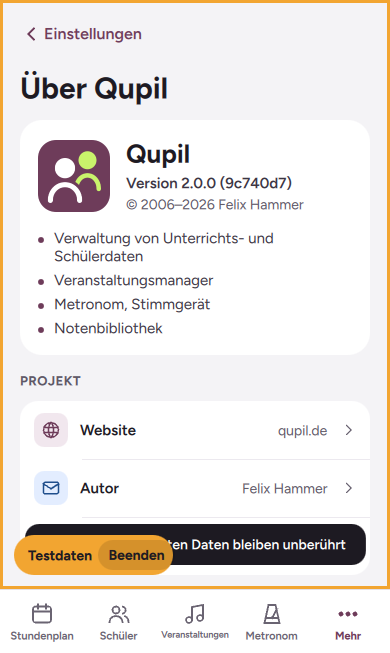 Einstellungen
Über Qupil
Qupil
Version 2.0.0 (9c740d7)
© 2006–2026 Felix Hammer
Verwaltung von Unterrichts- und
Schülerdaten
Veranstaltungsmanager
Metronom, Stimmgerät
Notenbibliothek
PROJEKT
Website qupil.de
Autor Felix Hammer
Daten bleiben unberührt
Testdaten Beenden
Stundenplan Schüler Veranstaltungen Metronom Mehr